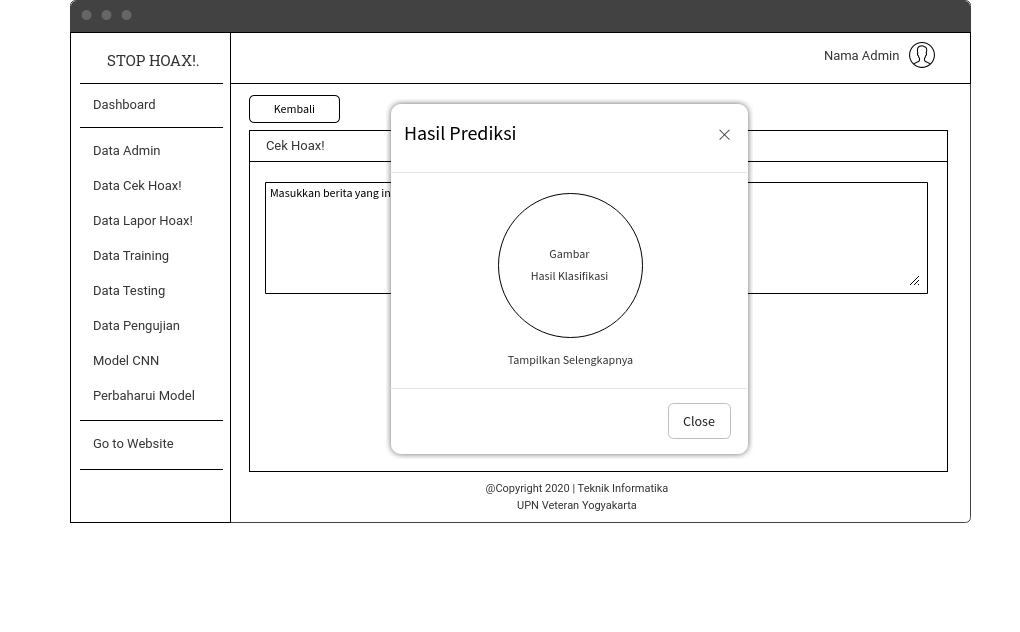 STOP HOAX!.
Nama Admin
Dashboard
Data Admin
Data Cek Hoax!
Data Lapor Hoax!
Data Training
Data Testing
Data Pengujian
Model CNN
Perbaharui Model
Go to Website
Kembali
Cek Hoax!
Masukkan berita yang in
Hasil Prediksi
Gambar
Hasil Klasifikasi
Tampilkan Selengkapnya
Close
@Copyright 2020 | Teknik Informatika
UPN Veteran Yogyakarta